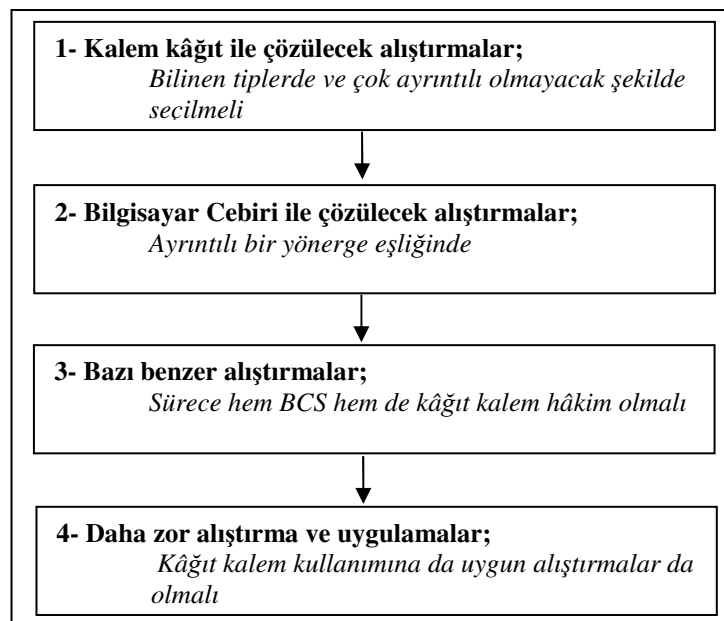 1- Kalem kâğıt ile çözülecek alıştırmalar;
Bilinen tiplerde ve çok ayrıntılı olmayacak şekilde
seçilmeli
2- Bilgisayar Cebiri ile çözülecek alıştırmalar;
Ayrıntılı bir yönerge eşliğinde
3- Bazı benzer alıştırmalar;
Sürece hem BCS hem de kâğıt kalem hâkim olmalı
4- Daha zor alıştırma ve uygulamalar;
Kâğıt kalem kullanımına da uygun alıştırmalar da
olmalı